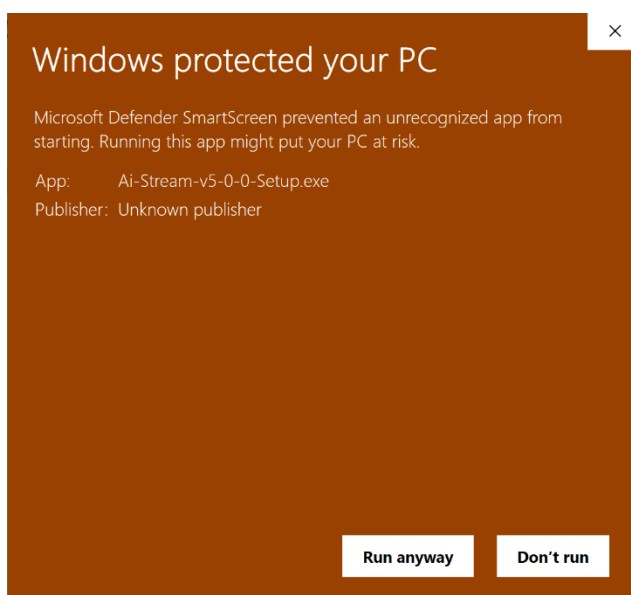 Windows protected your PC
Microsoft Defender SmartScreen prevented an unrecognized app from
starting. Running this app might put your PC at risk.
App: Ai-Stream-v5-0-0-Setup.exe
Publisher: Unknown publisher
Run anyway
Don't run